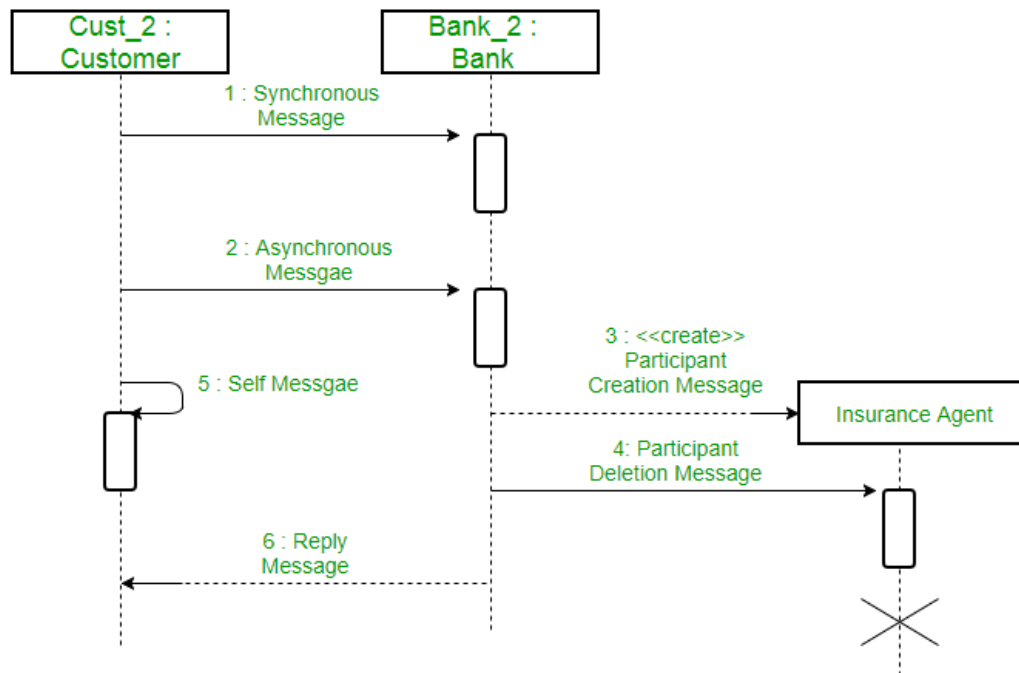 Cust_2 :
Customer
Bank_2 :
Bank
1 : Synchronous
Message
2 : Asynchronous
Messgae
3 : <<create>>
Participant
Creation Message
5 : Self Messgae
Insurance Agent
4: Participant
Deletion Message
6 : Reply
Message